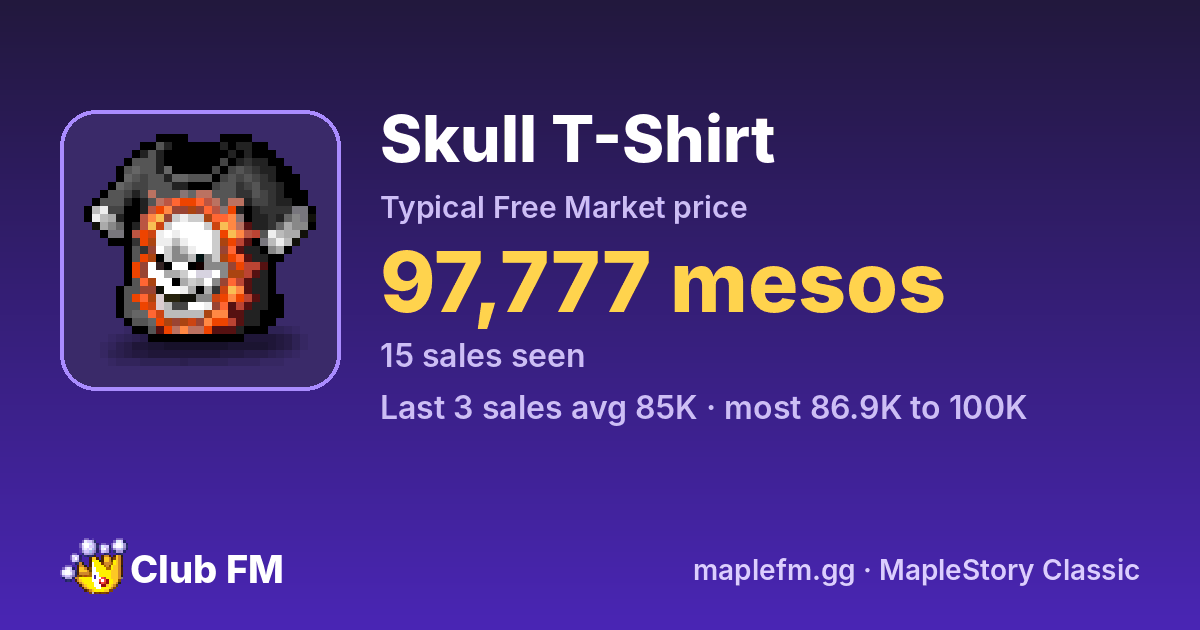 Skull T-Shirt
Typical Free Market price
97,777 mesos
15 sales seen
Last 3 sales avg 85K · most 86.9K to 100K
Club FM
maplefm.gg · MapleStory Classic